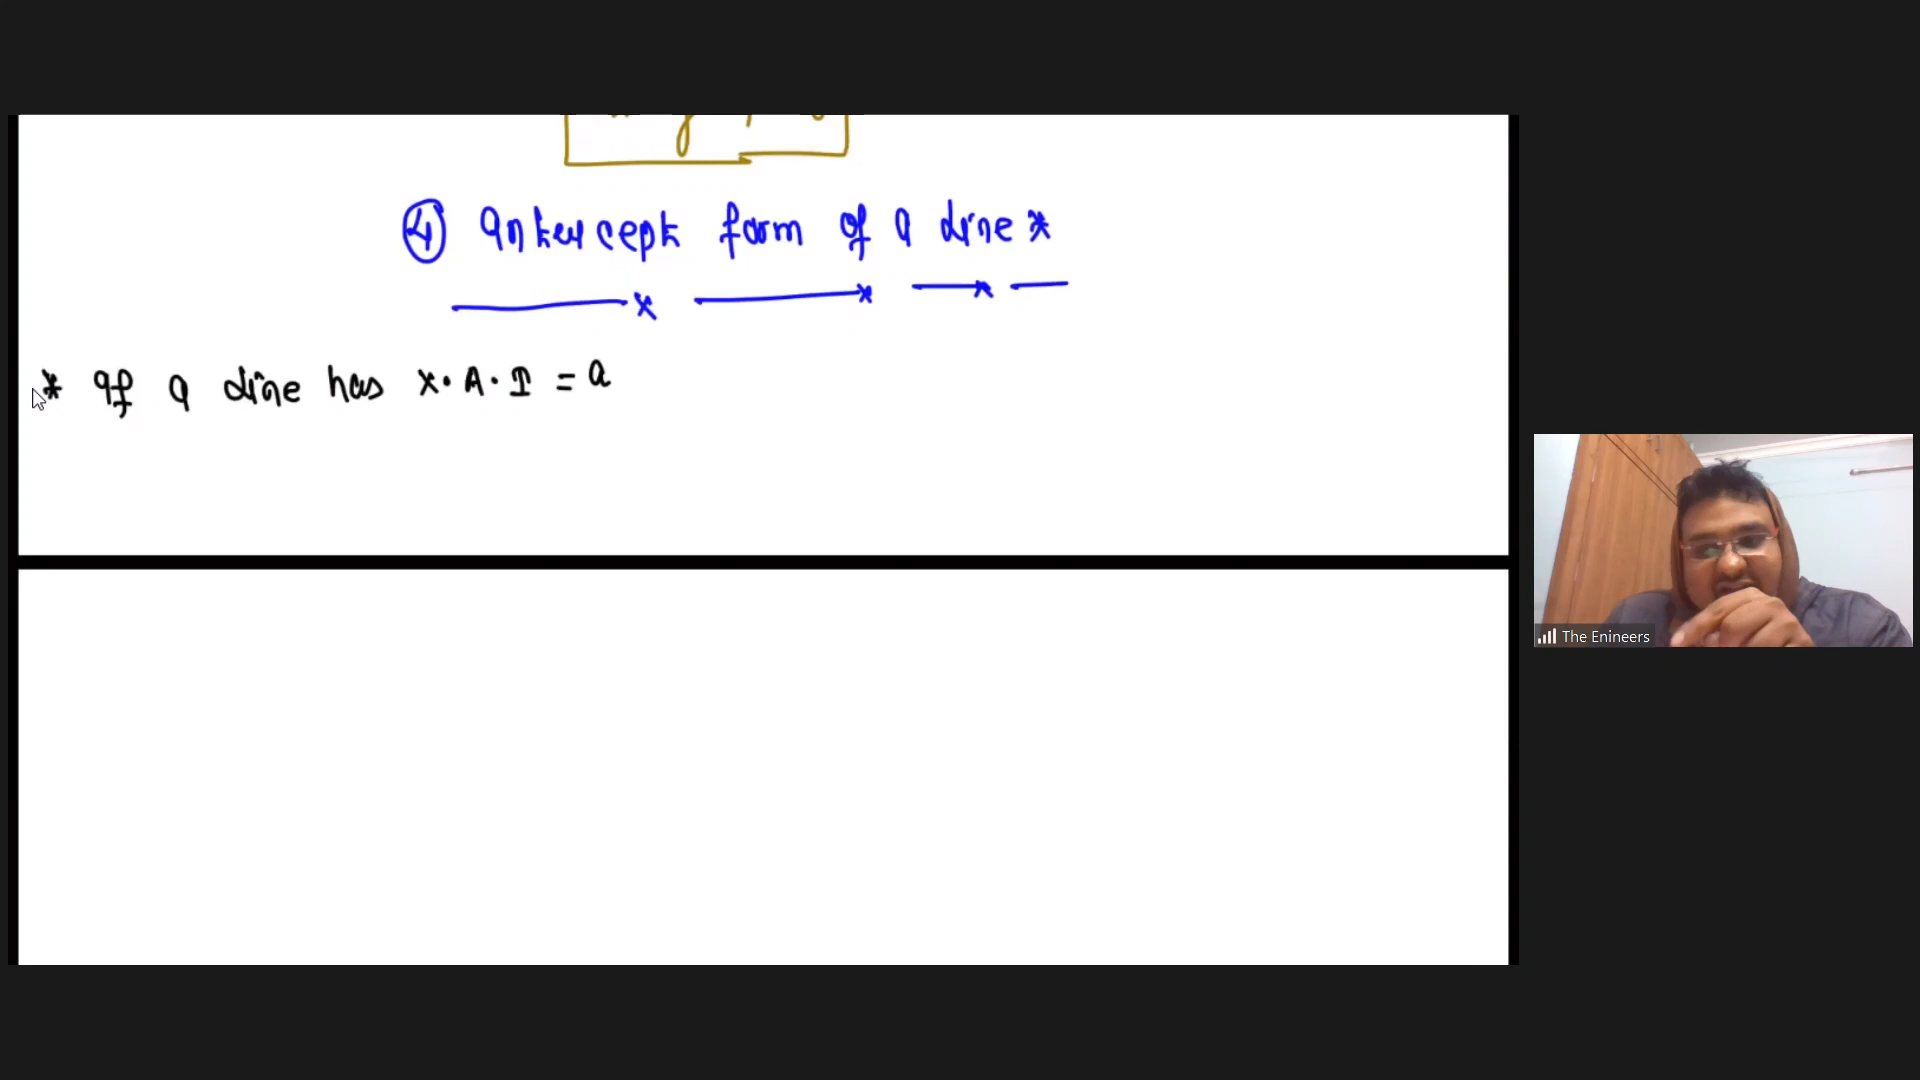 ④ Intercept form of a Line *
* If a Line has X.A.I = a
The Enineers